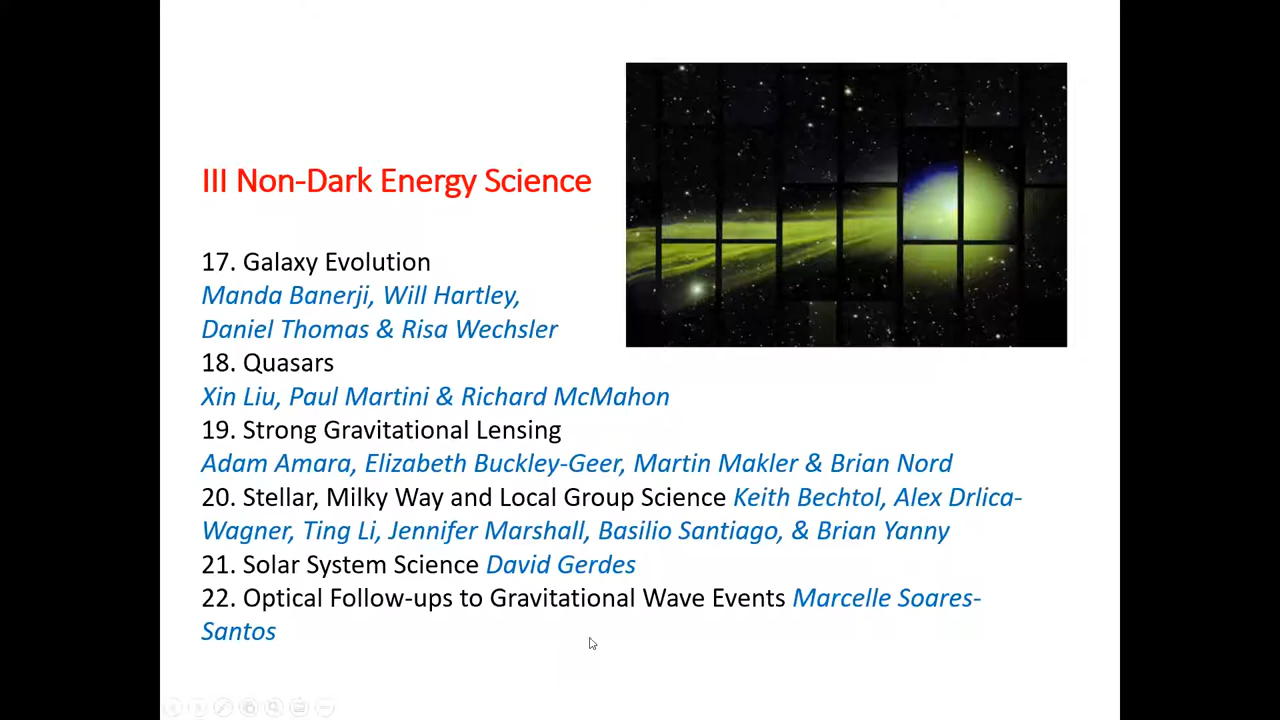 III Non-Dark Energy Science
17. Galaxy Evolution
Manda Banerji, Will Hartley,
Daniel Thomas & Risa Wechsler
18. Quasars
Xin Liu, Paul Martini & Richard McMahon
19. Strong Gravitational Lensing
Adam Amara, Elizabeth Buckley-Geer, Martin Makler & Brian Nord
20. Stellar, Milky Way and Local Group Science Keith Bechtol, Alex Drlica-
Wagner, Ting Li, Jennifer Marshall, Basilio Santiago, & Brian Yanny
21. Solar System Science David Gerdes
22. Optical Follow-ups to Gravitational Wave Events Marcelle Soares-
Santos